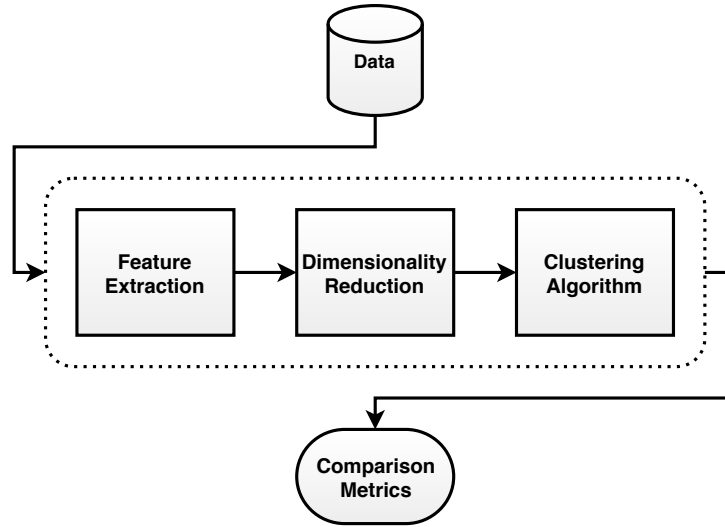 Data
Feature
Extraction
Dimensionality
Reduction
Clustering
Algorithm
Comparison
Metrics